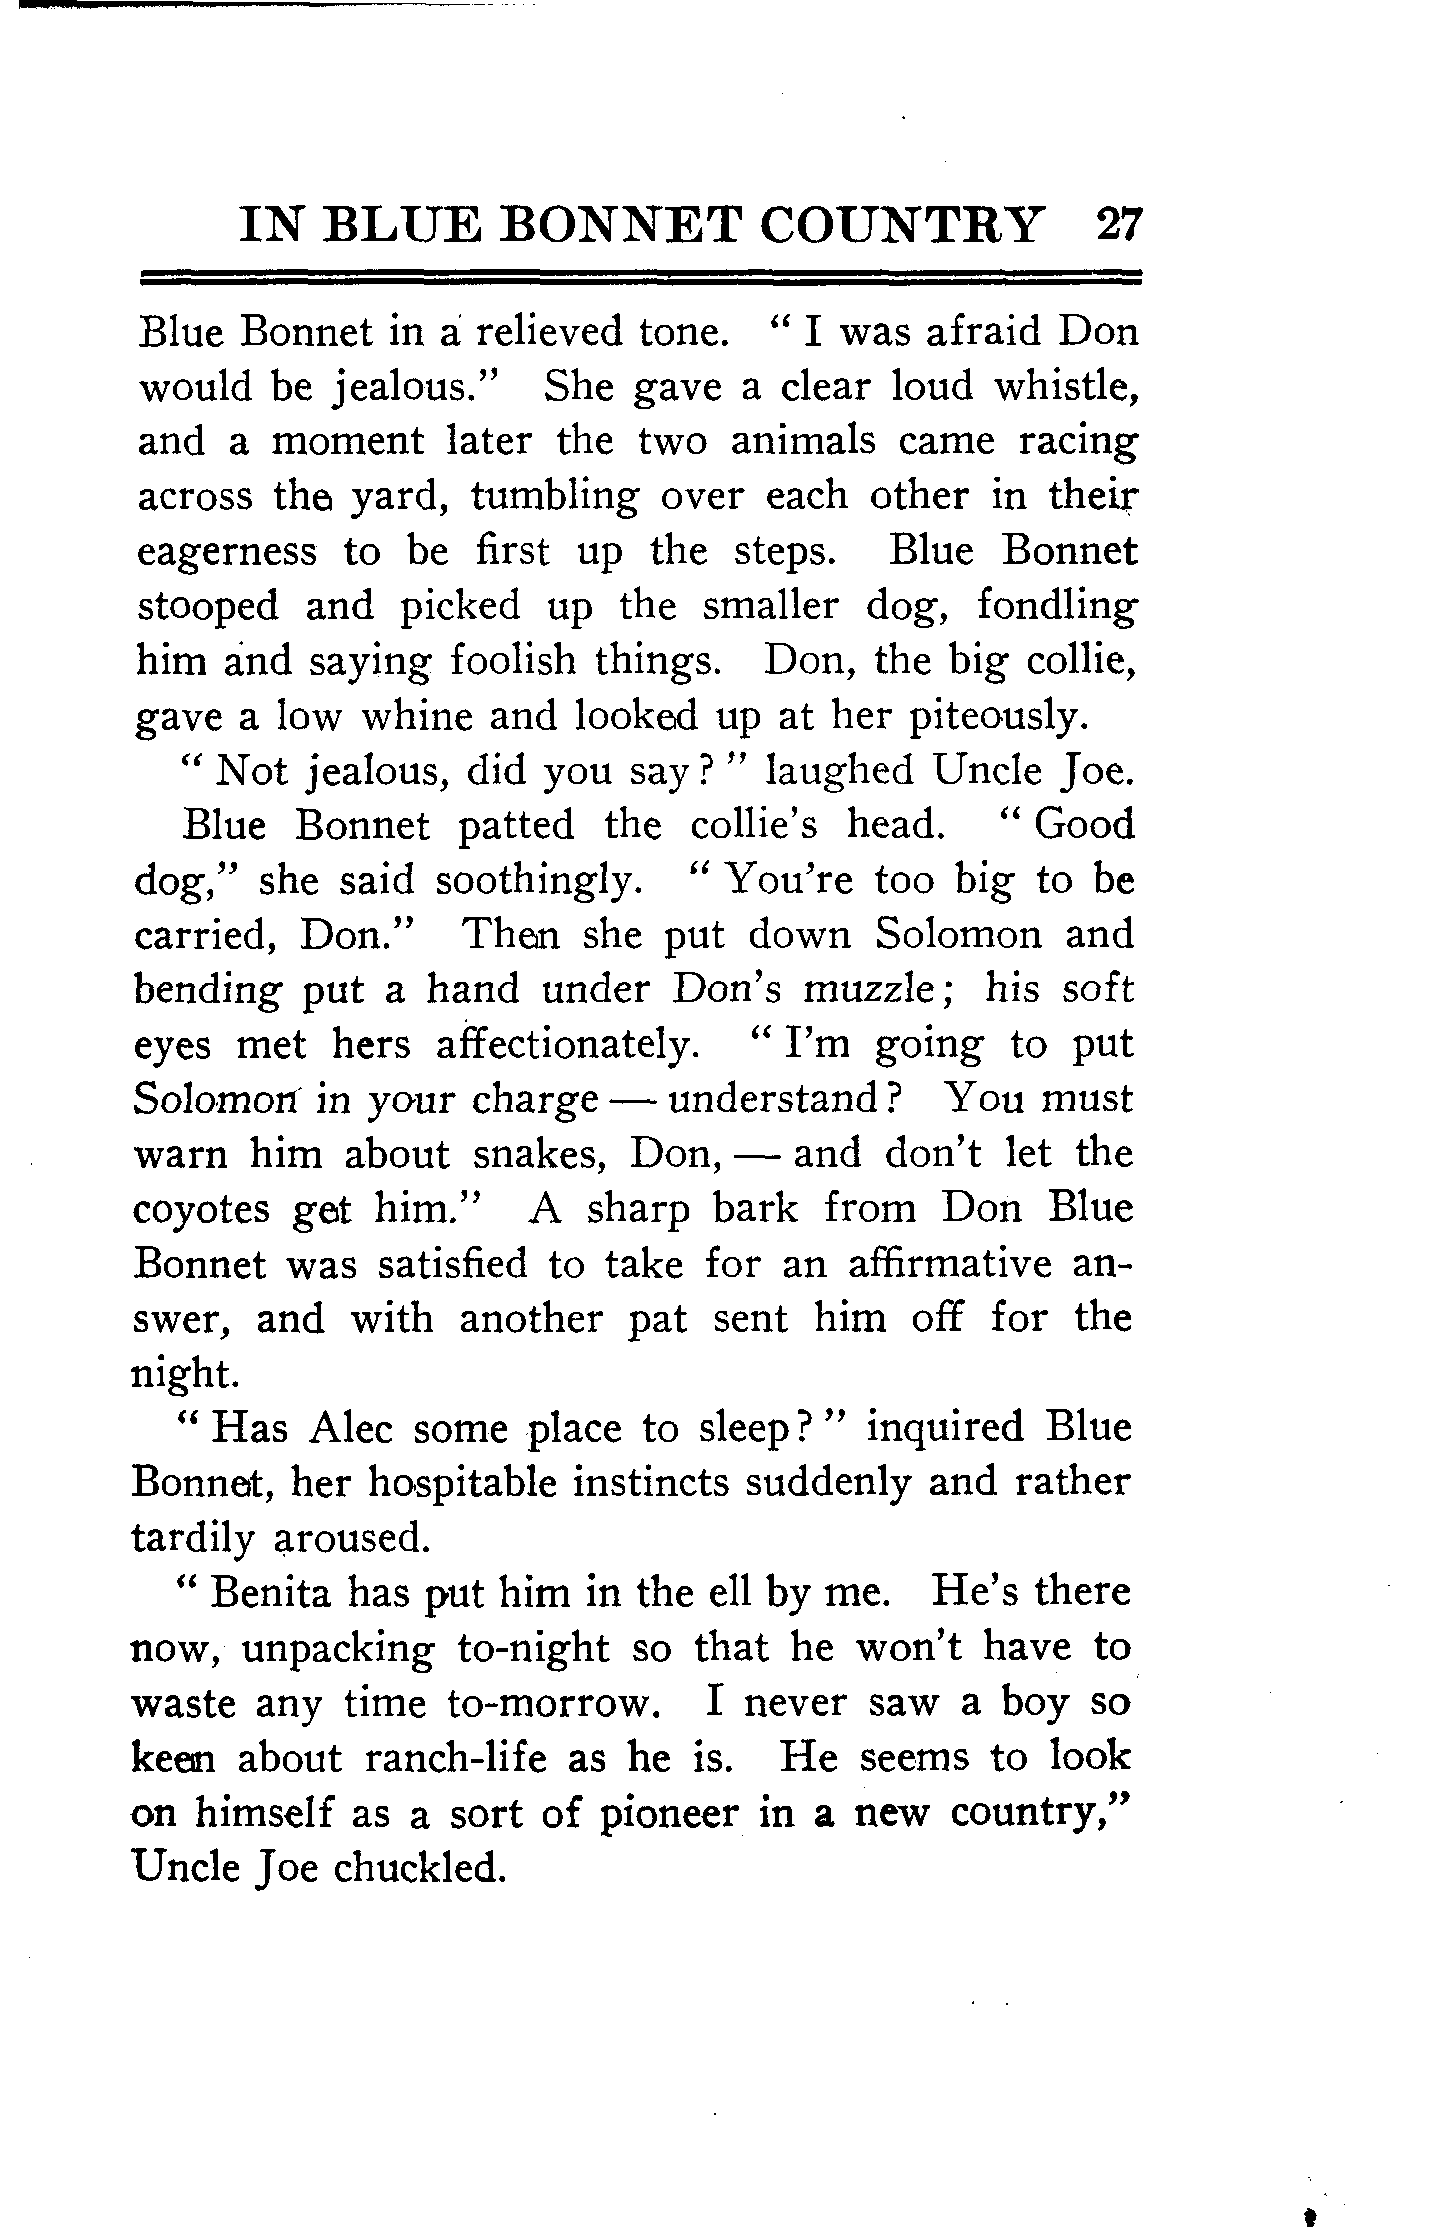 IN BLUE BONNET COUNTRY 27
Blue Bonnet in a relieved tone. " I was afraid Don
would be jealous." She gave a clear loud whistle,
and a moment later the two animals came racing
across the yard, tumbling over each other in their
eagerness to be first up the steps. Blue Bonnet
stooped and picked up the smaller dog, fondling
him and saying foolish things. Don, the big collie,
gave a low whine and looked up at her piteously.
" Not jealous, did you say? " laughed Uncle Joe.
Blue Bonnet patted the collie's head. " Good
dog," she said soothingly. " You're too big to be
carried, Don." Then she put down Solomon and
bending put a hand under Don's muzzle; his soft
eyes met hers affectionately. " I'm going to put
Solomon in your charge — understand? You must
warn him about snakes, Don, — and don't let the
coyotes get him." A sharp bark from Don Blue
Bonnet was satisfied to take for an affirmative an-
swer, and with another pat sent him off for the
night.
" Has Alec some place to sleep? " inquired Blue
Bonnet, her hospitable instincts suddenly and rather
tardily aroused.
" Benita has put him in the ell by me. He's there
now, unpacking to-night so that he won't have to
waste any time to-morrow. I never saw a boy so
keen about ranch-life as he is. He seems to look
on himself as a sort of pioneer in a new country,"
Uncle Joe chuckled.